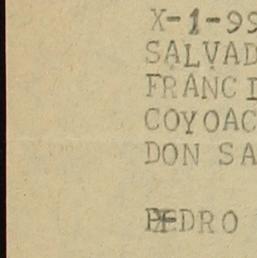 X-1-99
SALVAD
FRANCI
COYOAC
DON SA
PEDRO